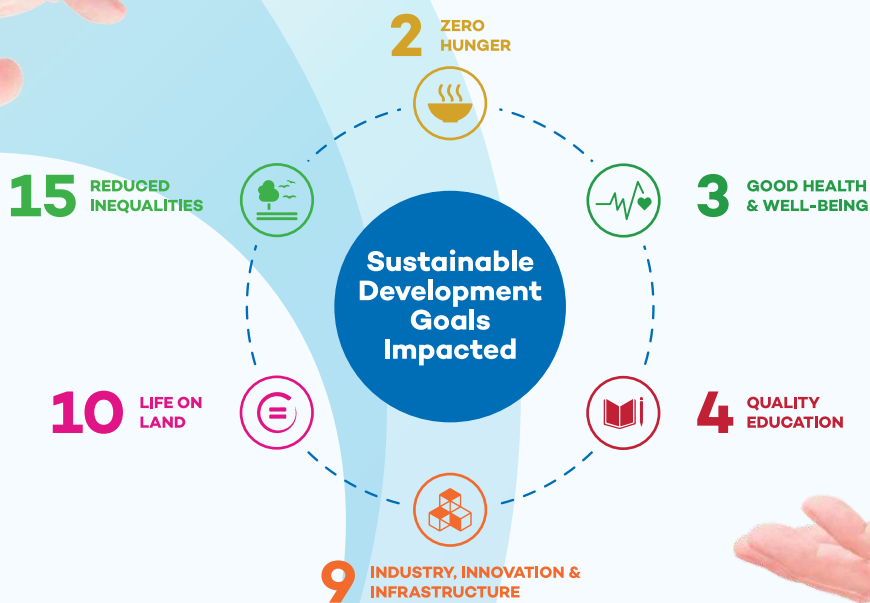 2 ZERO
HUNGER
15 REDUCED
INEQUALITIES
3 GOOD HEALTH
& WELL-BEING
Sustainable
Development
Goals
Impacted
10 LIFE ON
LAND
4 QUALITY
EDUCATION
9 INDUSTRY, INNOVATION &
INFRASTRUCTURE